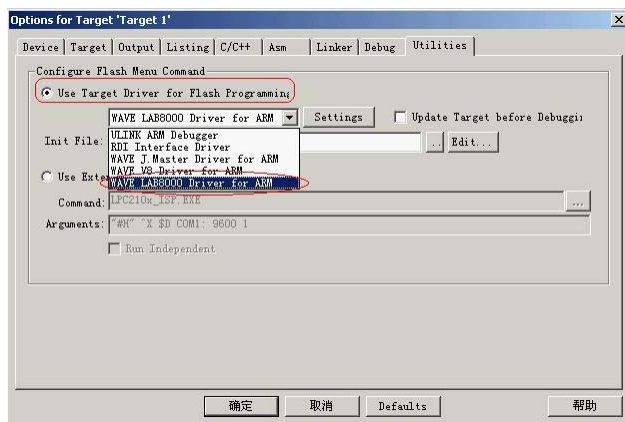 Options for Target 'Target 1'
Device Target Output Listing C/C++ Asm Linker Debug Utilities
Configure Flash Menu Command
Use Target Driver for Flash Programming
WAVE LAB8000 Driver for ARM Settings Update Target before Debuggin
Init File: .. Edit...
ULINK ARM Debugger
RDI Interface Driver
WAVE J.Master Driver for ARM
WAVE V8 Driver for ARM
WAVE LAB8000 Driver for ARM
Use Exter
Command: LPC210x_ISP.EXE ...
Arguments: "#H" ^X $D COM1: 9600 1
Run Independent
确定 取消 Defaults 帮助